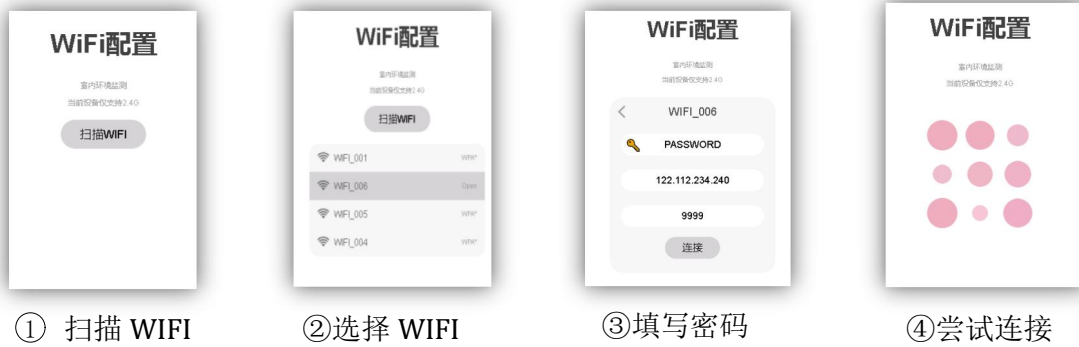 WiFi配置
室内环境监测
当前设备仅支持2.4G
扫描WIFI
① 扫描 WIFI
WiFi配置
室内环境监测
当前设备仅支持2.4G
扫描WIFI
WIFI_001 WPA*
WIFI_006 Open
WIFI_005 WPA*
WIFI_004 WPA*
②选择 WIFI
WiFi配置
室内环境监测
当前设备仅支持2.4G
WIFI_006
PASSWORD
122.112.234.240
9999
连接
③填写密码
WiFi配置
室内环境监测
当前设备仅支持2.4G
④尝试连接